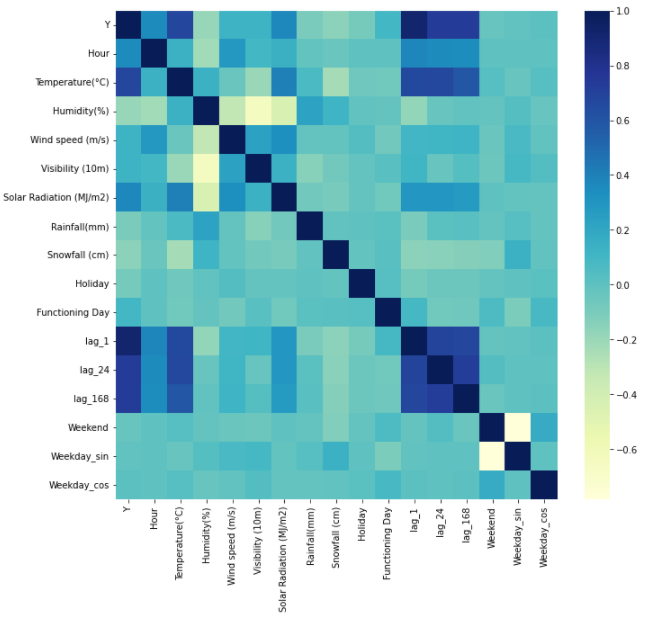 Y
Hour
Temperature(°C)
Humidity(%)
Wind speed (m/s)
Visibility (10m)
Solar Radiation (MJ/m2)
Rainfall(mm)
Snowfall (cm)
Holiday
Functioning Day
lag_1
lag_24
lag_168
Weekend
Weekday_sin
Weekday_cos
Y
Hour
Temperature(°C)
Humidity(%)
Wind speed (m/s)
Visibility (10m)
Solar Radiation (MJ/m2)
Rainfall(mm)
Snowfall (cm)
Holiday
Functioning Day
lag_1
lag_24
lag_168
Weekend
Weekday_sin
Weekday_cos
1.0
0.8
0.6
0.4
0.2
0.0
−0.2
−0.4
−0.6